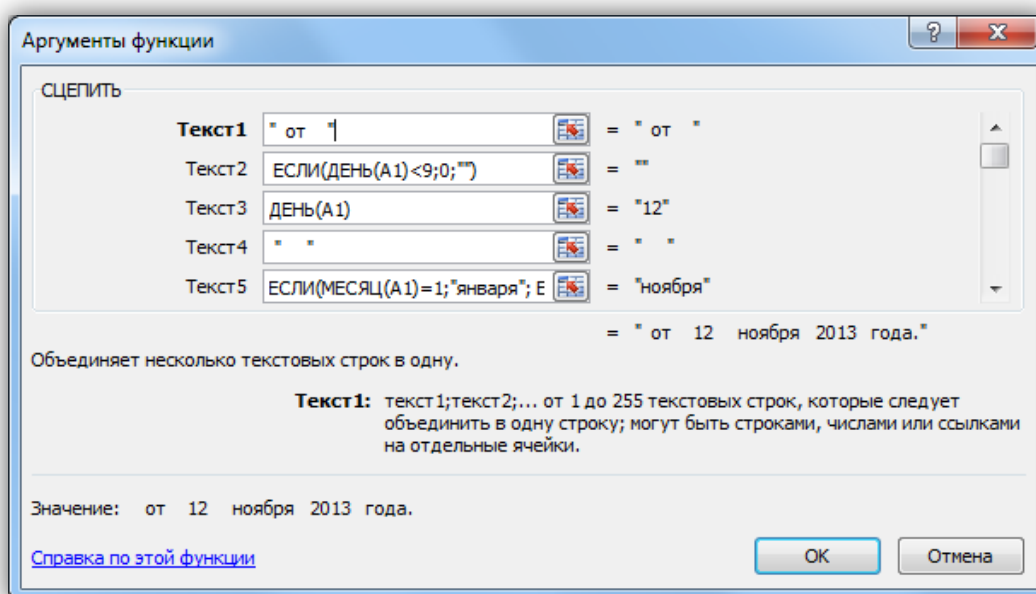 Аргументы функции
СЦЕПИТЬ
Текст1 " от   " = " от   "
Текст2 ЕСЛИ(ДЕНЬ(A1)<9;0;"") = ""
Текст3 ДЕНЬ(A1) = "12"
Текст4 "   " = "   "
Текст5 ЕСЛИ(МЕСЯЦ(A1)=1;"января"; Е = "ноября"
= " от   12   ноября  2013  года."
Объединяет несколько текстовых строк в одну.
Текст1: текст1;текст2;... от 1 до 255 текстовых строк, которые следует
объединить в одну строку; могут быть строками, числами или ссылками
на отдельные ячейки.
Значение:   от   12   ноября  2013  года.
Справка по этой функции
ОК
Отмена